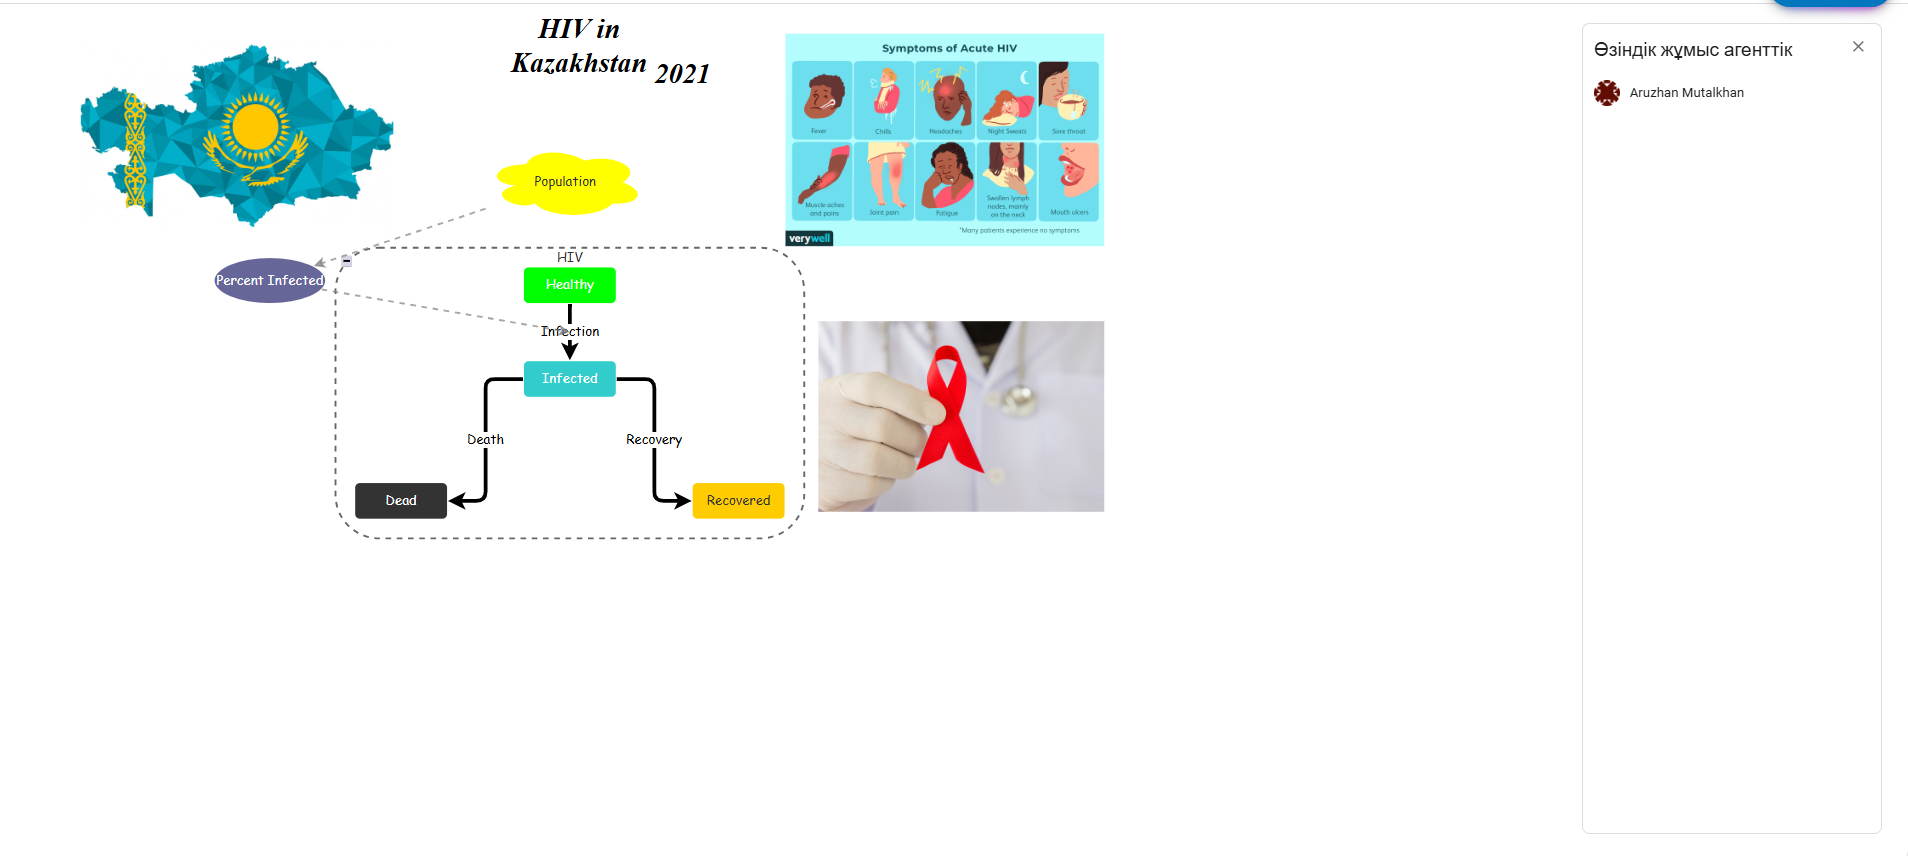 HIV in
Kazakhstan 2021
Population
Percent Infected
HIV
Healthy
Infection
Infected
Death
Recovery
Dead
Recovered
Symptoms of Acute HIV
Fever
Chills
Headaches
Night Sweats
Sore throat
Muscle aches
and pains
Joint pain
Fatigue
Swollen lymph
nodes, mainly
on the neck
Mouth ulcers
*Many patients experience no symptoms
verywell
Өзіндік жұмыс агенттік
Aruzhan Mutalkhan